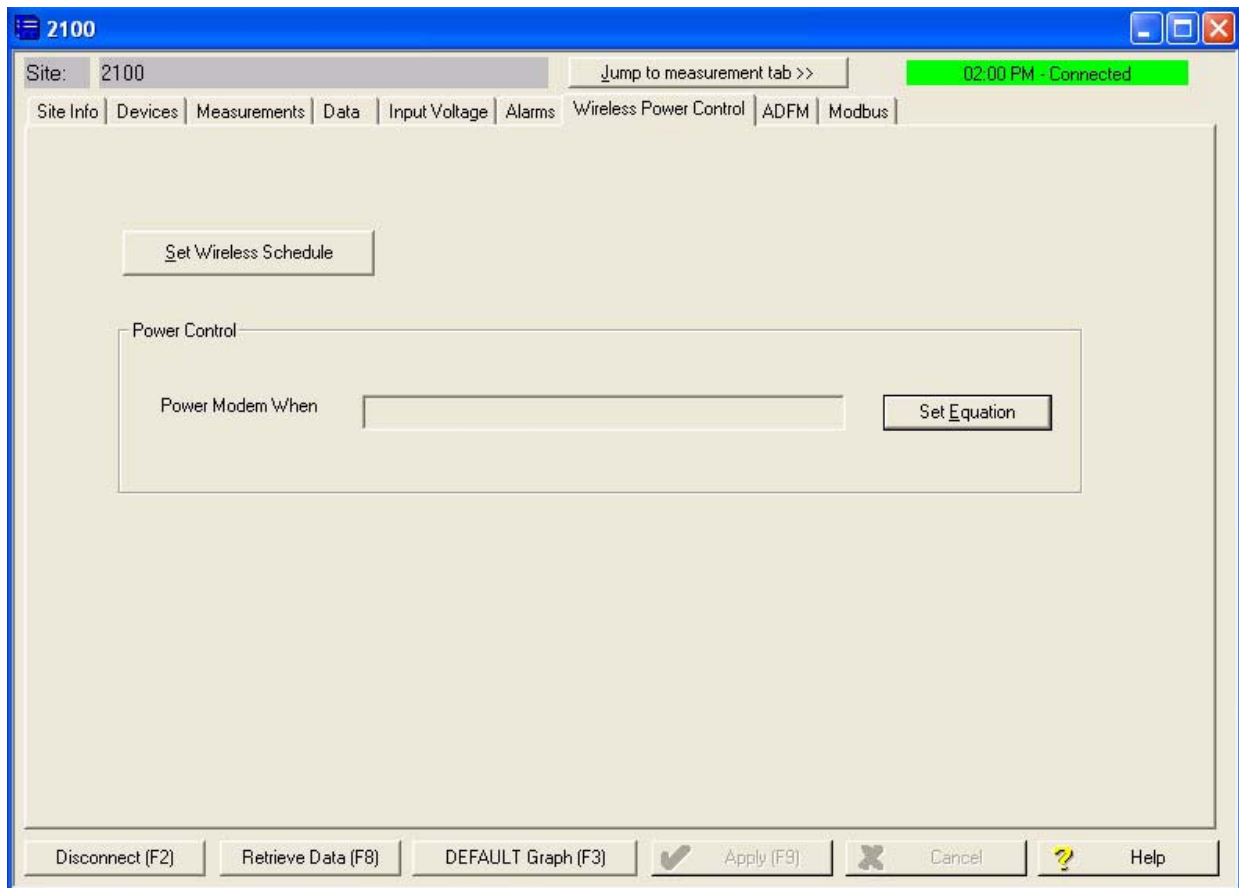 2100
Site: 2100 Jump to measurement tab >> 02:00 PM - Connected
Site Info Devices Measurements Data Input Voltage Alarms Wireless Power Control ADFM Modbus
Set Wireless Schedule
Power Control
Power Modem When Set Equation
Disconnect (F2) Retrieve Data (F8) DEFAULT Graph (F3) Apply (F9) Cancel Help